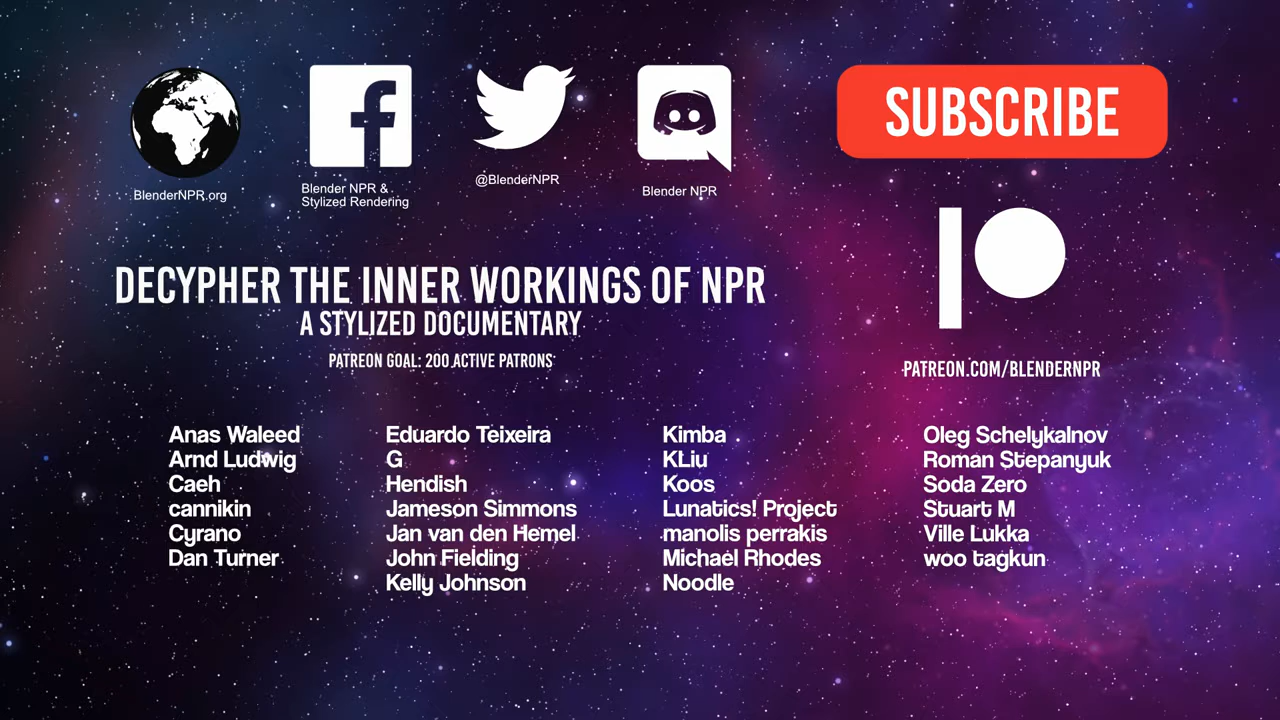 BlenderNPR.org
Blender NPR &
Stylized Rendering
@BlenderNPR
Blender NPR
SUBSCRIBE
DECYPHER THE INNER WORKINGS OF NPR
A STYLIZED DOCUMENTARY
PATREON GOAL: 200 ACTIVE PATRONS
PATREON.COM/BLENDERNPR
Anas Waleed
Arnd Ludwig
Caeh
cannikin
Cyrano
Dan Turner
Eduardo Teixeira
G
Hendish
Jameson Simmons
Jan van den Hemel
John Fielding
Kelly Johnson
Kimba
KLiu
Koos
Lunatics! Project
manolis perrakis
Michael Rhodes
Noodle
Oleg Schelykalnov
Roman Stepanyuk
Soda Zero
Stuart M
Ville Lukka
woo tagkun